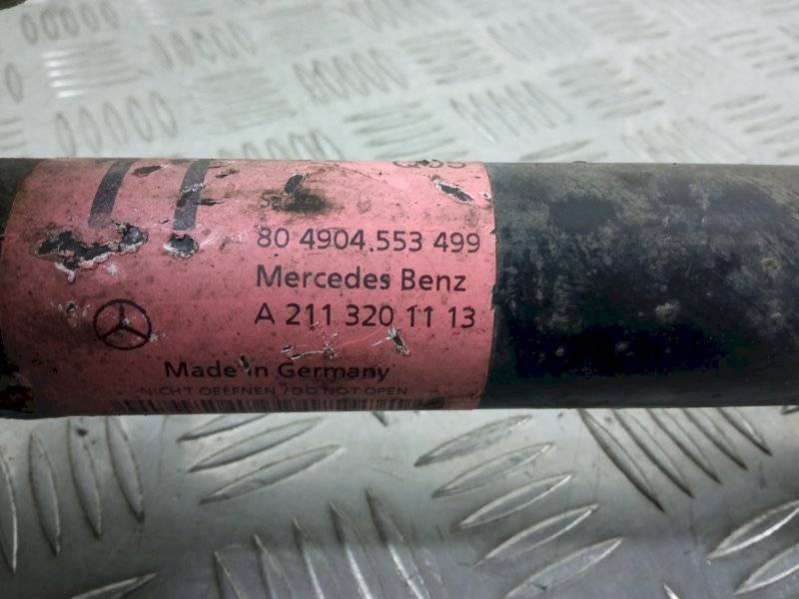 80 4904.553 499
Mercedes Benz
A 211 320 11 13
Made in Germany
NICHT OEFFNEN / DO NOT OPEN